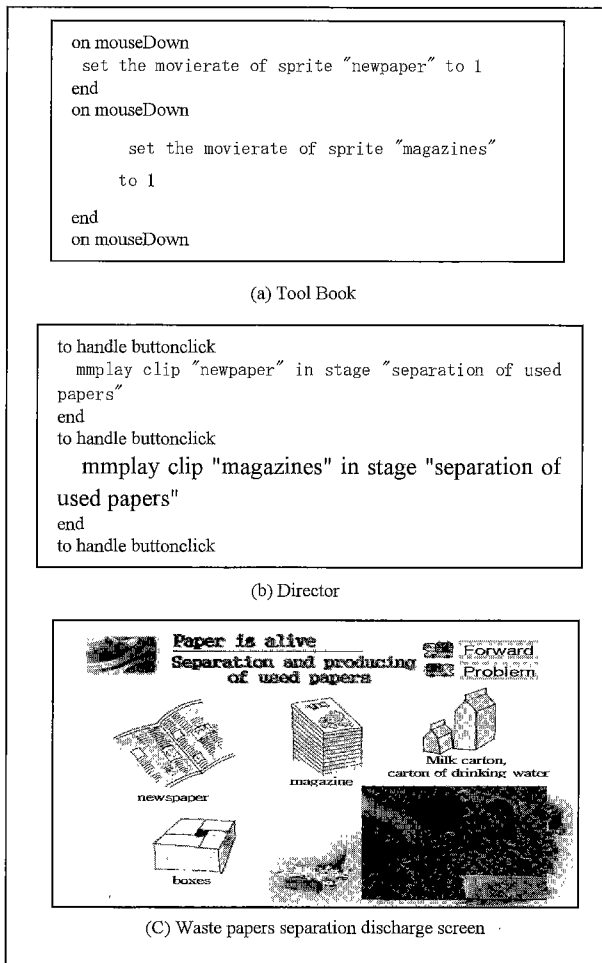 on mouseDown
set the movierate of sprite "newpaper" to 1
end
on mouseDown
set the movierate of sprite "magazines"
to 1
end
on mouseDown
(a) Tool Book
to handle buttonclick
mmplay clip "newpaper" in stage "separation of used
papers"
end
to handle buttonclick
mmplay clip "magazines" in stage "separation of
used papers"
end
to handle buttonclick
(b) Director
Paper is alive
Separation and producing
of used papers
Forward
Problem
newspaper
magazine
Milk carton,
carton of drinking water
boxes
(C) Waste papers separation discharge screen